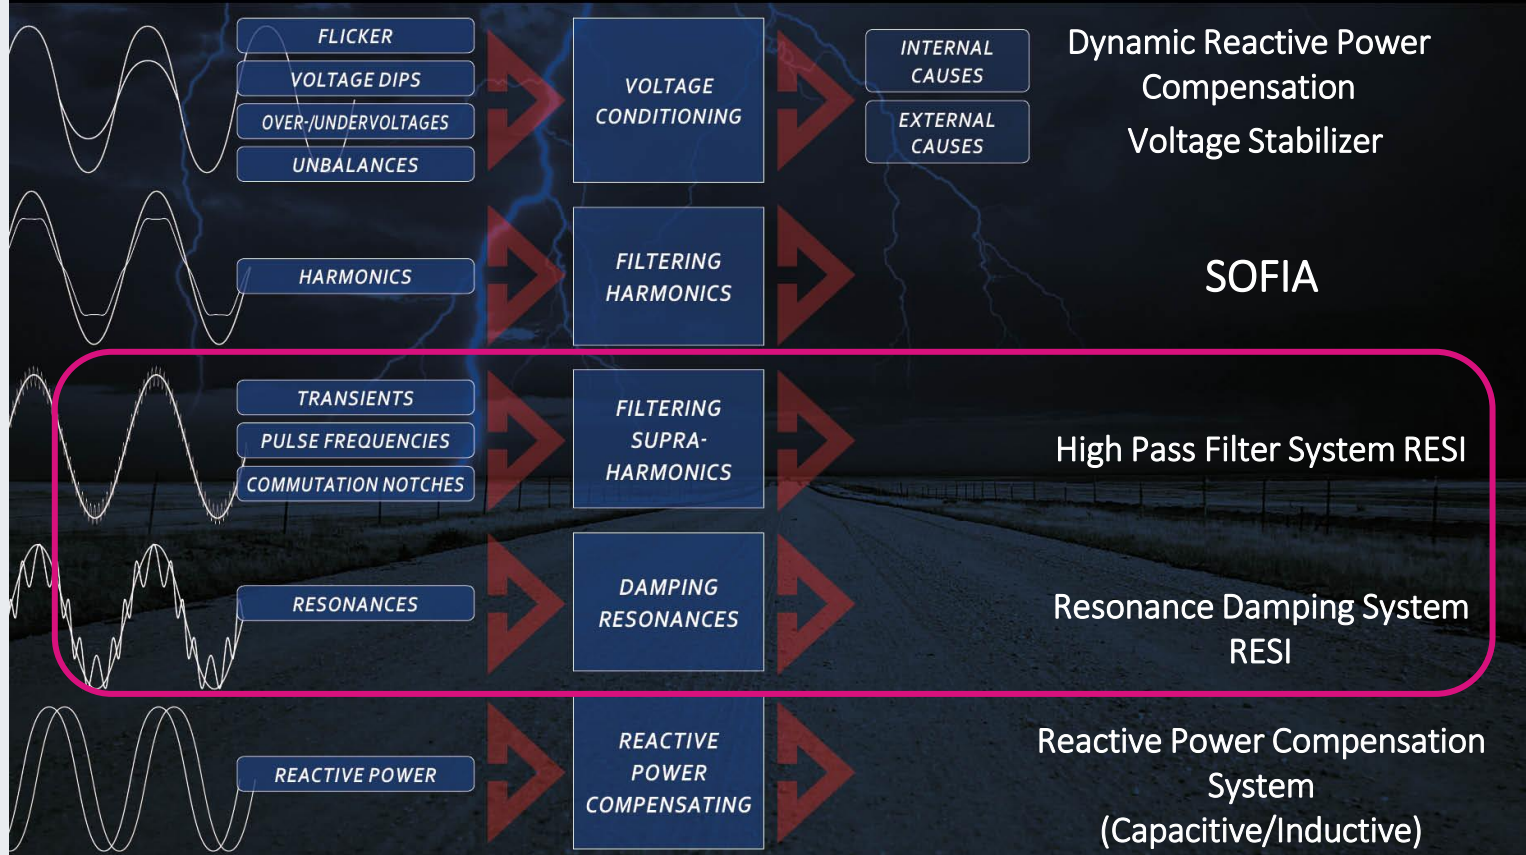 FLICKER
VOLTAGE DIPS
OVER-/UNDERVOLTAGES
UNBALANCES
VOLTAGE
CONDITIONING
INTERNAL
CAUSES
EXTERNAL
CAUSES
Dynamic Reactive Power
Compensation
Voltage Stabilizer
HARMONICS
FILTERING
HARMONICS
SOFIA
TRANSIENTS
PULSE FREQUENCIES
COMMUTATION NOTCHES
FILTERING
SUPRA-
HARMONICS
High Pass Filter System RESI
RESONANCES
DAMPING
RESONANCES
Resonance Damping System
RESI
REACTIVE POWER
REACTIVE
POWER
COMPENSATING
Reactive Power Compensation
System
(Capacitive/Inductive)